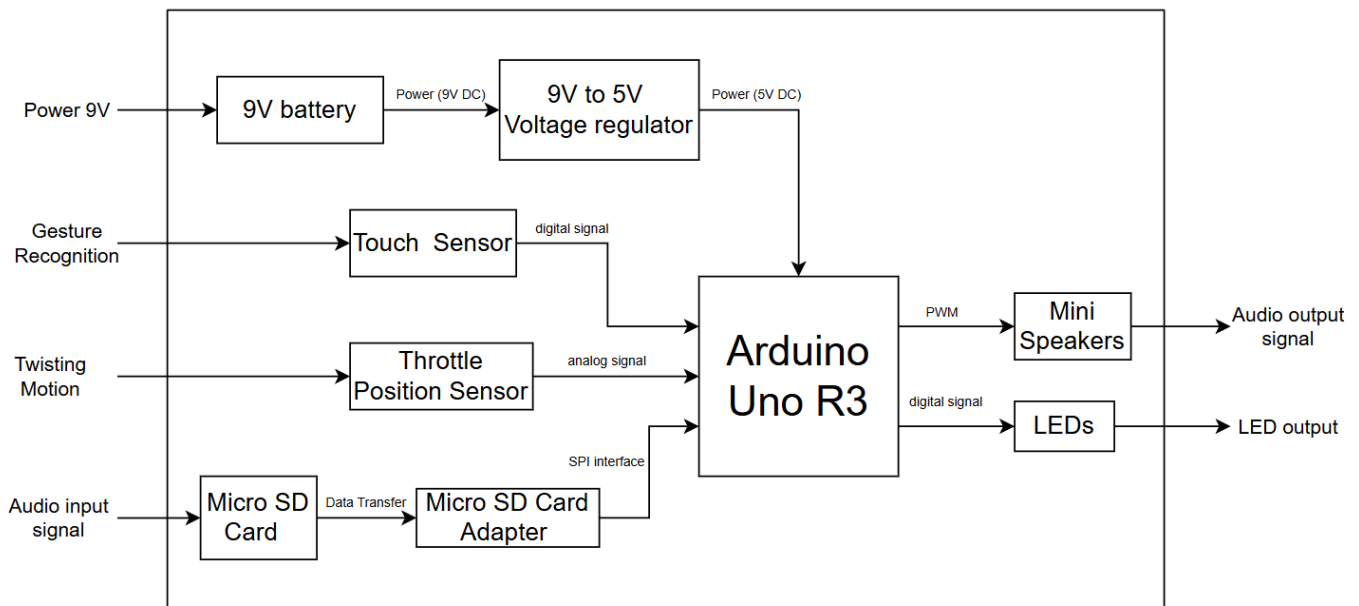 Power 9V
9V battery
Power (9V DC)
9V to 5V
Voltage regulator
Power (5V DC)
Gesture
Recognition
Touch Sensor
digital signal
Twisting
Motion
Throttle
Position Sensor
analog signal
Audio input
signal
Micro SD
Card
Data Transfer
Micro SD Card
Adapter
SPI interface
Arduino
Uno R3
PWM
Mini
Speakers
Audio output
signal
digital signal
LEDs
LED output